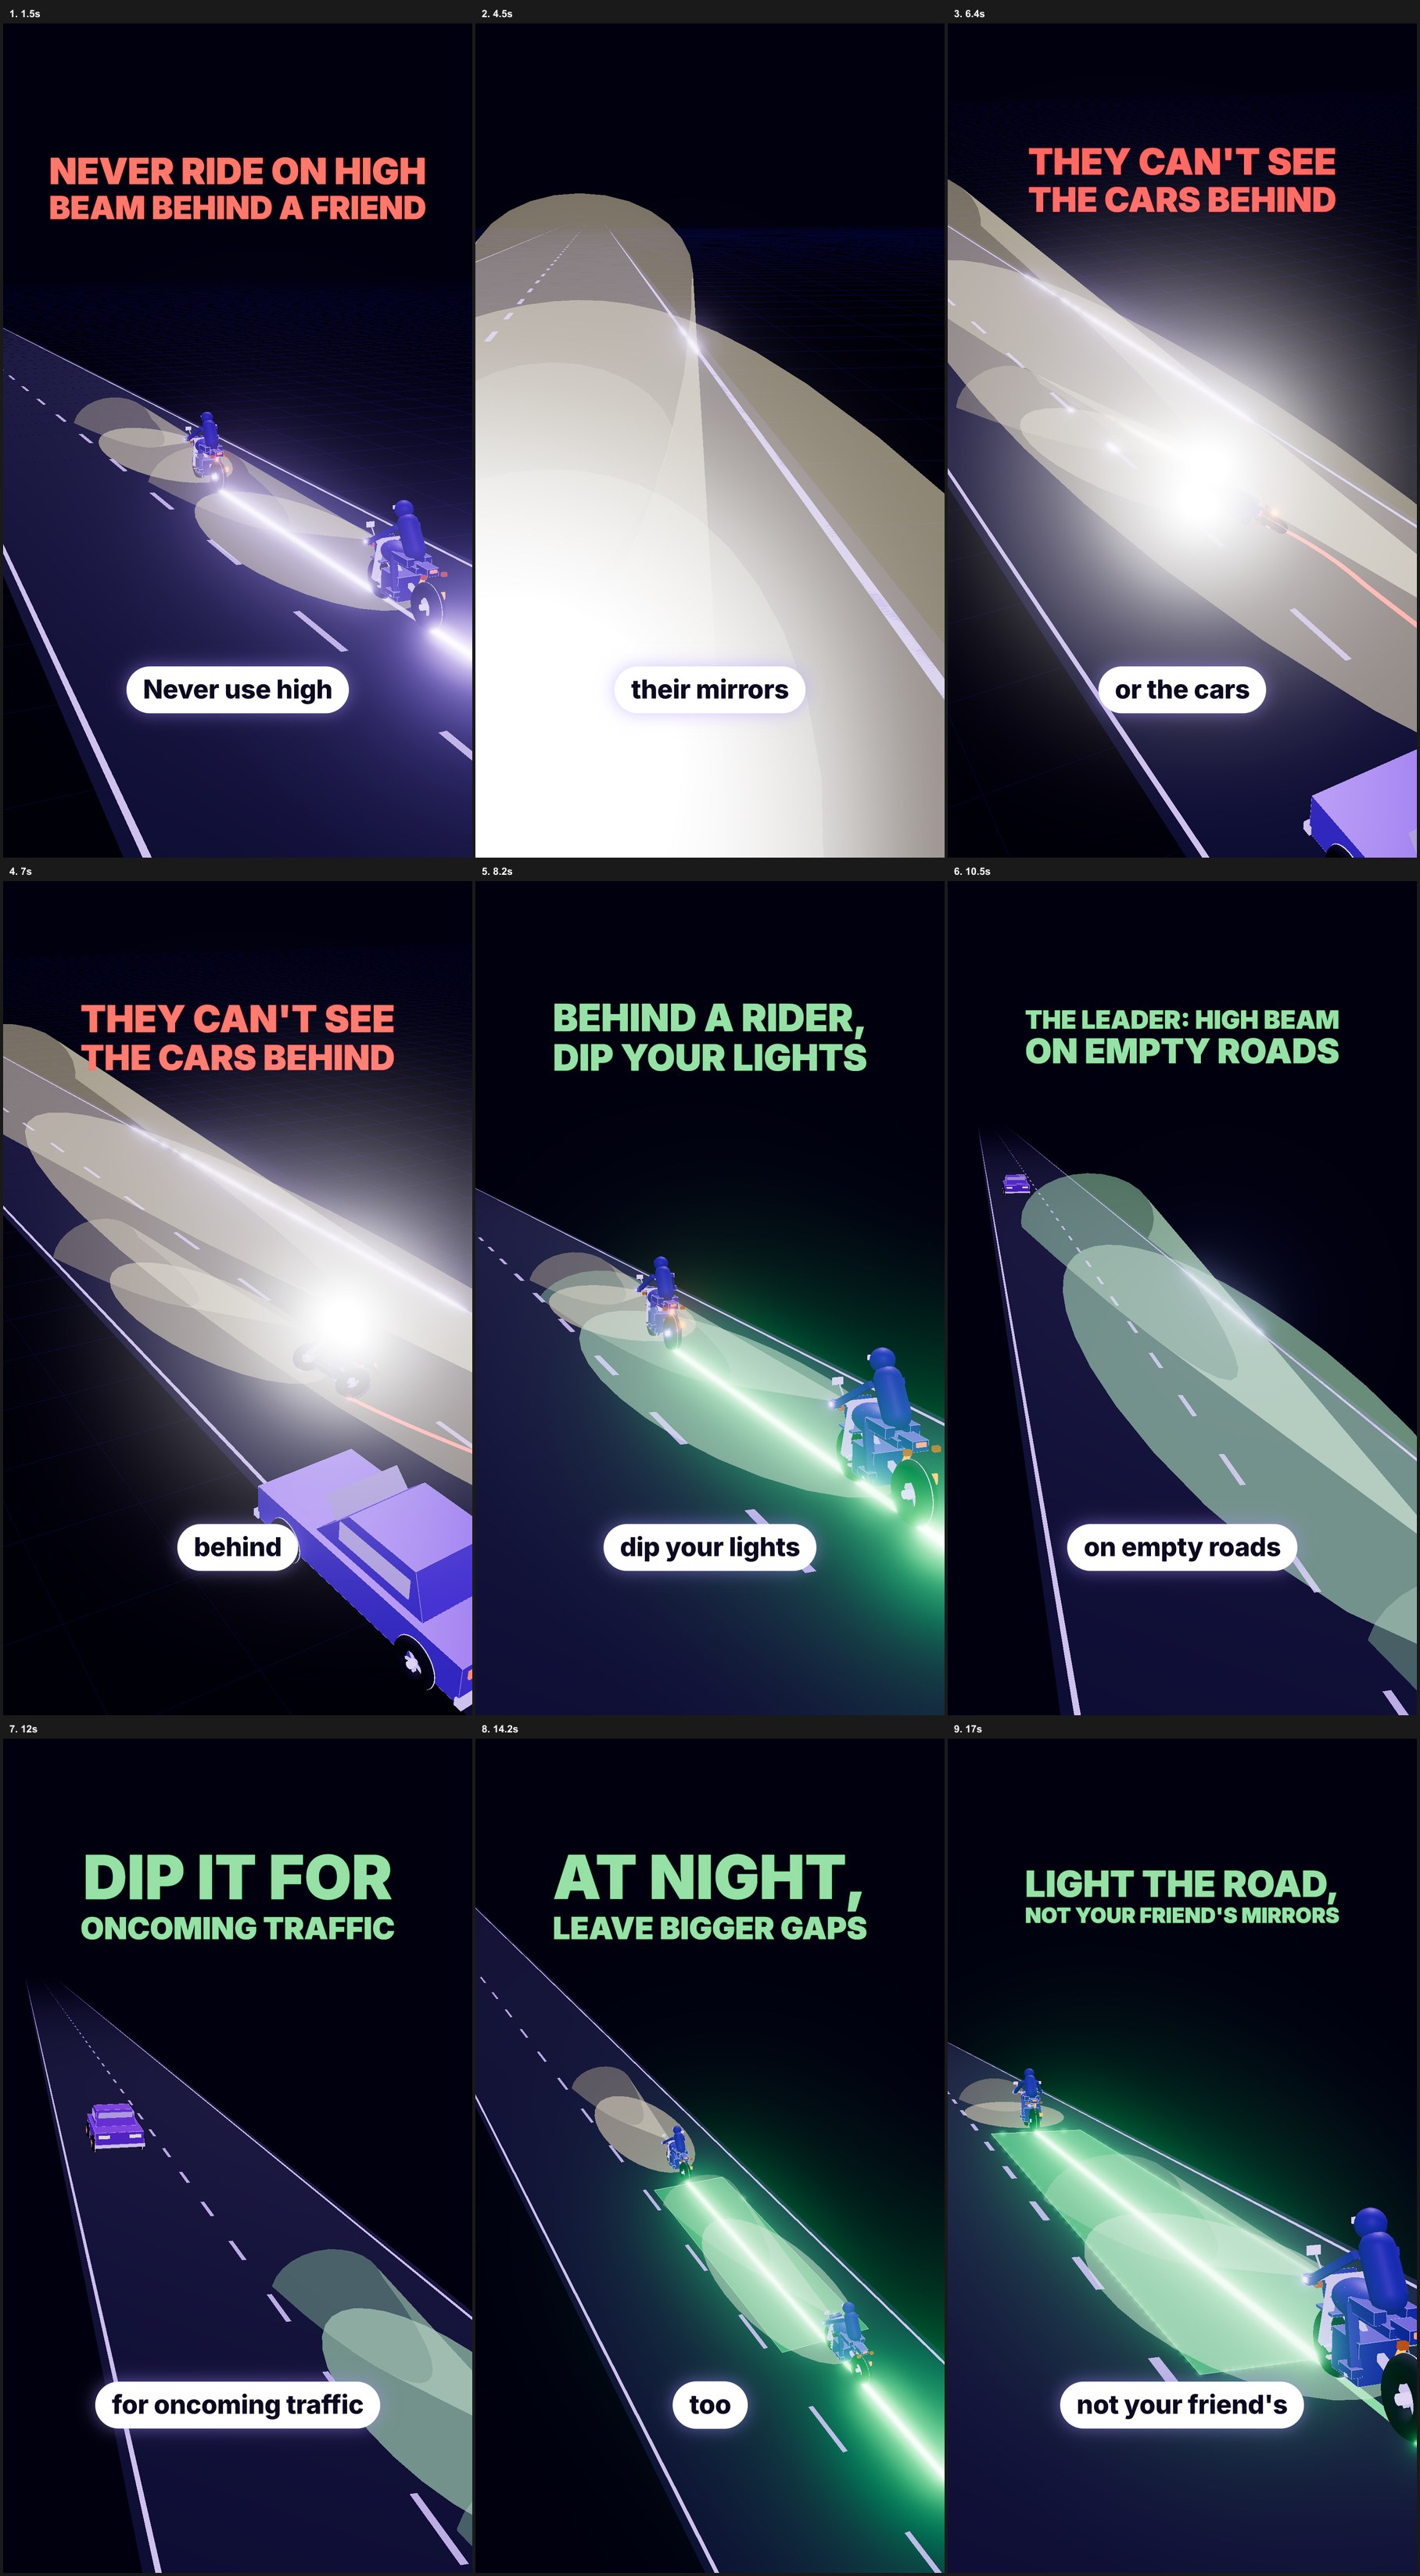 1. 1.5s
NEVER RIDE ON HIGH
BEAM BEHIND A FRIEND
Never use high
2. 4.5s
their mirrors
3. 6.4s
THEY CAN'T SEE
THE CARS BEHIND
or the cars
4. 7s
THEY CAN'T SEE
THE CARS BEHIND
behind
5. 8.2s
BEHIND A RIDER,
DIP YOUR LIGHTS
dip your lights
6. 10.5s
THE LEADER: HIGH BEAM
ON EMPTY ROADS
on empty roads
7. 12s
DIP IT FOR
ONCOMING TRAFFIC
for oncoming traffic
8. 14.2s
AT NIGHT,
LEAVE BIGGER GAPS
too
9. 17s
LIGHT THE ROAD,
NOT YOUR FRIEND'S MIRRORS
not your friend's